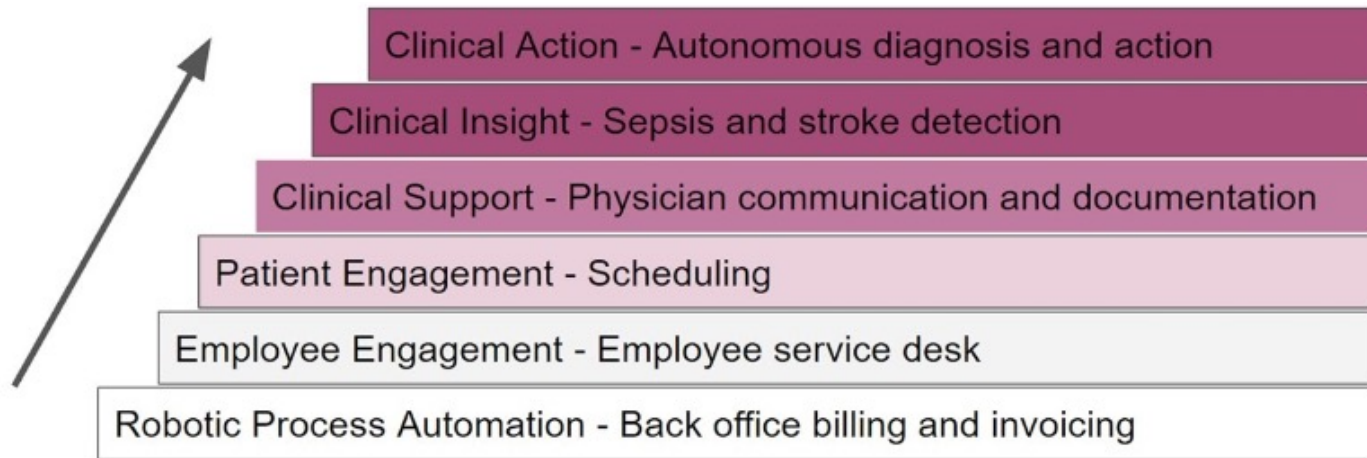 Clinical Action - Autonomous diagnosis and action
Clinical Insight - Sepsis and stroke detection
Clinical Support - Physician communication and documentation
Patient Engagement - Scheduling
Employee Engagement - Employee service desk
Robotic Process Automation - Back office billing and invoicing